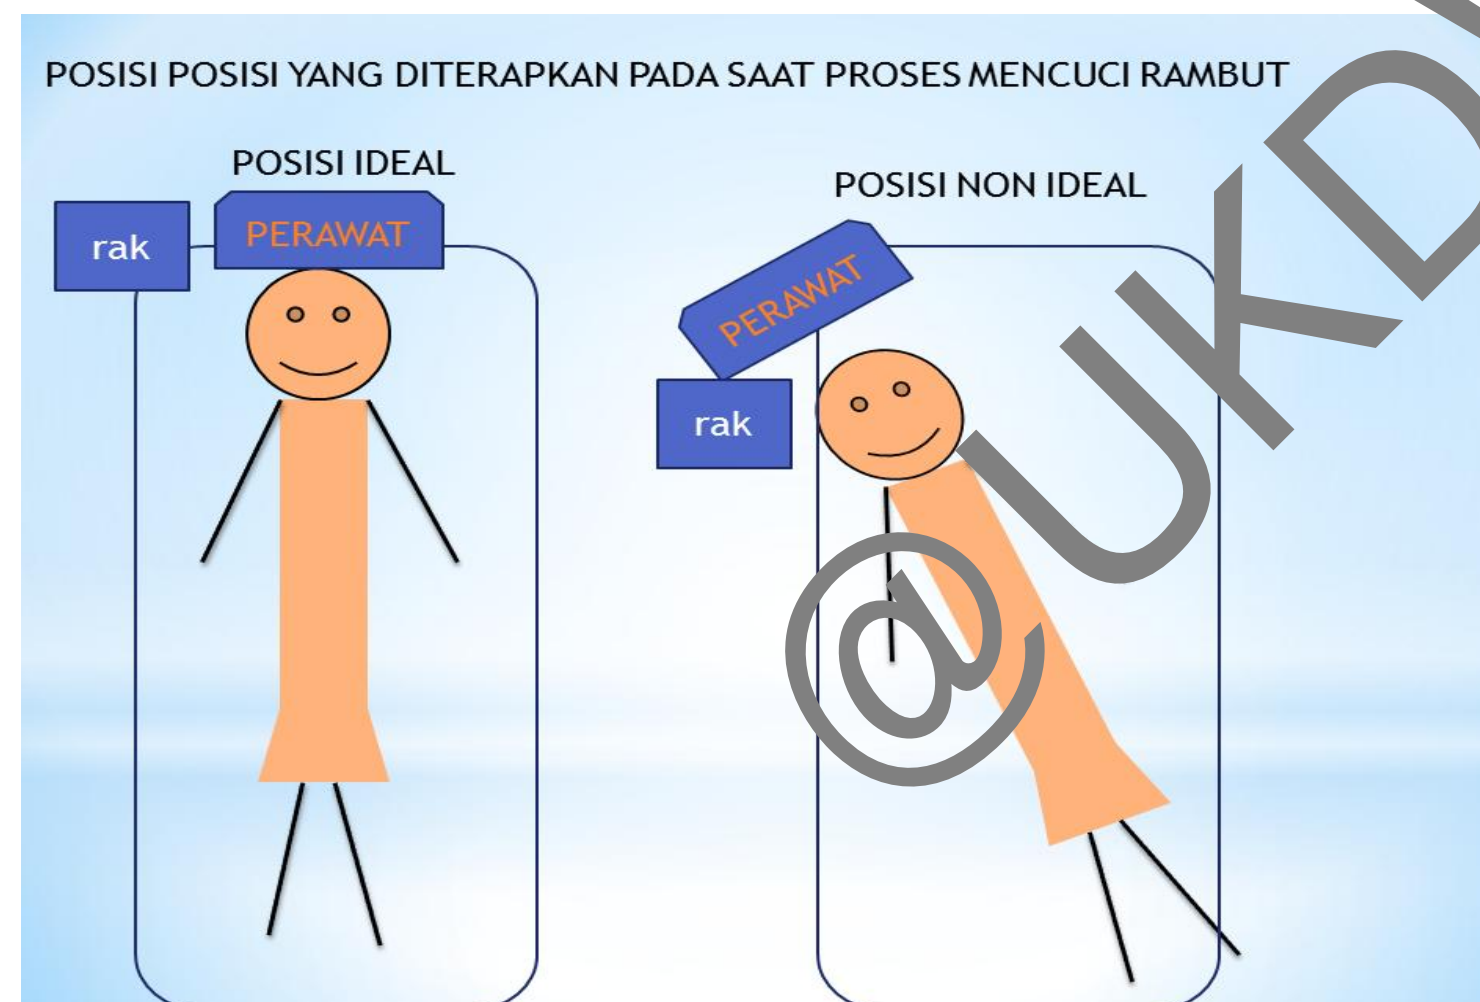 POSISI POSISI YANG DITERAPKAN PADA SAAT PROSES MENCUCI RAMBUT
POSISI IDEAL
rak
PERAWAT
POSISI NON IDEAL
PERAWAT
rak
@UKD